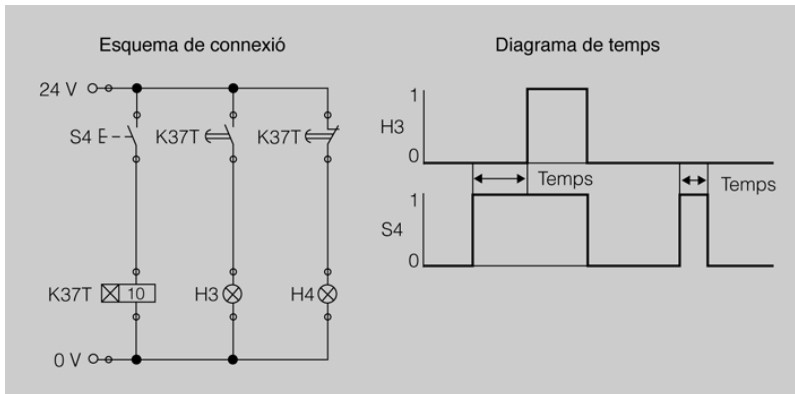 Esquema de connexió
24 V
S4
K37T
K37T
K37T
10
H3
H4
0 V
Diagrama de temps
1
H3
0
Temps
Temps
1
S4
0